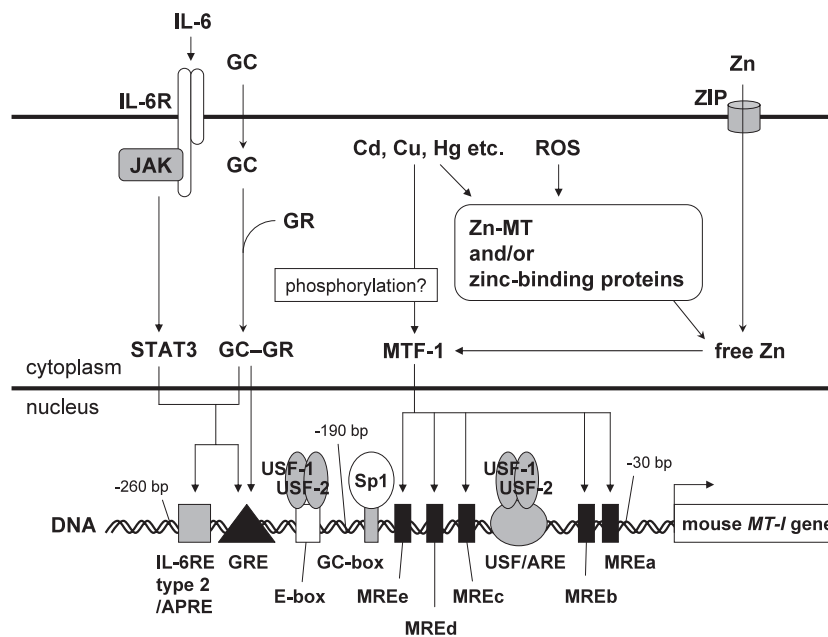 IL-6
GC
Zn
IL-6R
ZIP
JAK
GC
Cd, Cu, Hg etc.
ROS
GR
Zn-MT
and/or
zinc-binding proteins
phosphorylation?
STAT3
GC–GR
MTF-1
free Zn
cytoplasm
nucleus
-190 bp
USF-1
USF-2
Sp1
USF-1
USF-2
-260 bp
-30 bp
DNA
mouse MT-I gene
IL-6RE
type 2
/APRE
GRE
E-box
GC-box
MREe
MREd
MREc
USF/ARE
MREb
MREa